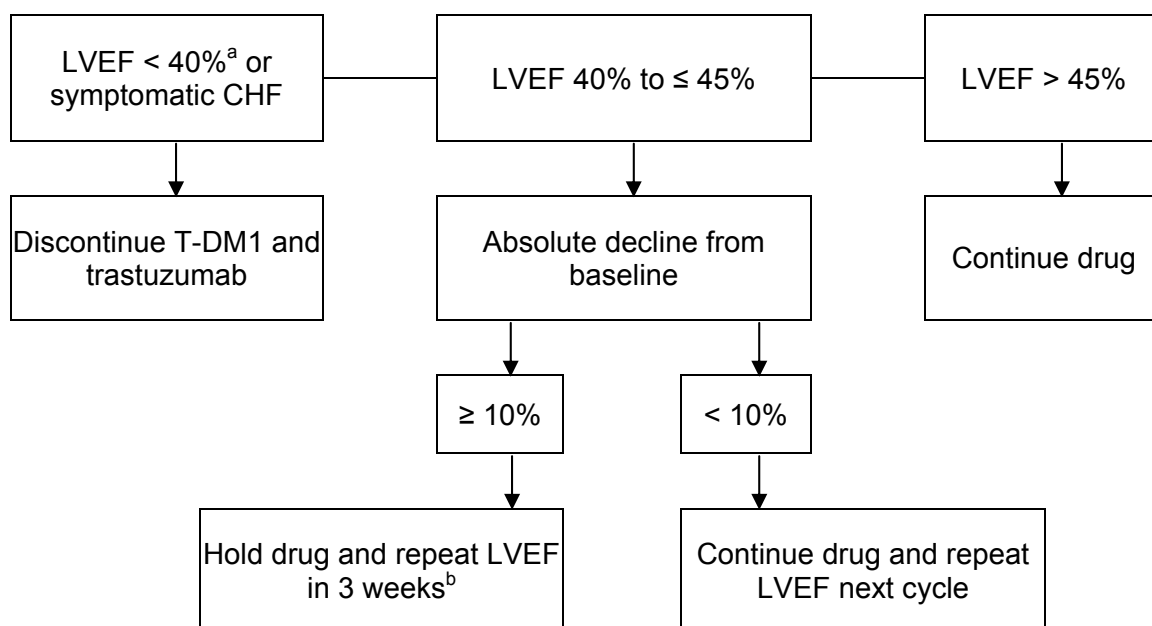 LVEF < 40%a or
symptomatic CHF
LVEF 40% to ≤ 45%
LVEF > 45%
Discontinue T-DM1 and
trastuzumab
Absolute decline from
baseline
Continue drug
≥ 10%
< 10%
Hold drug and repeat LVEF
in 3 weeksb
Continue drug and repeat
LVEF next cycle